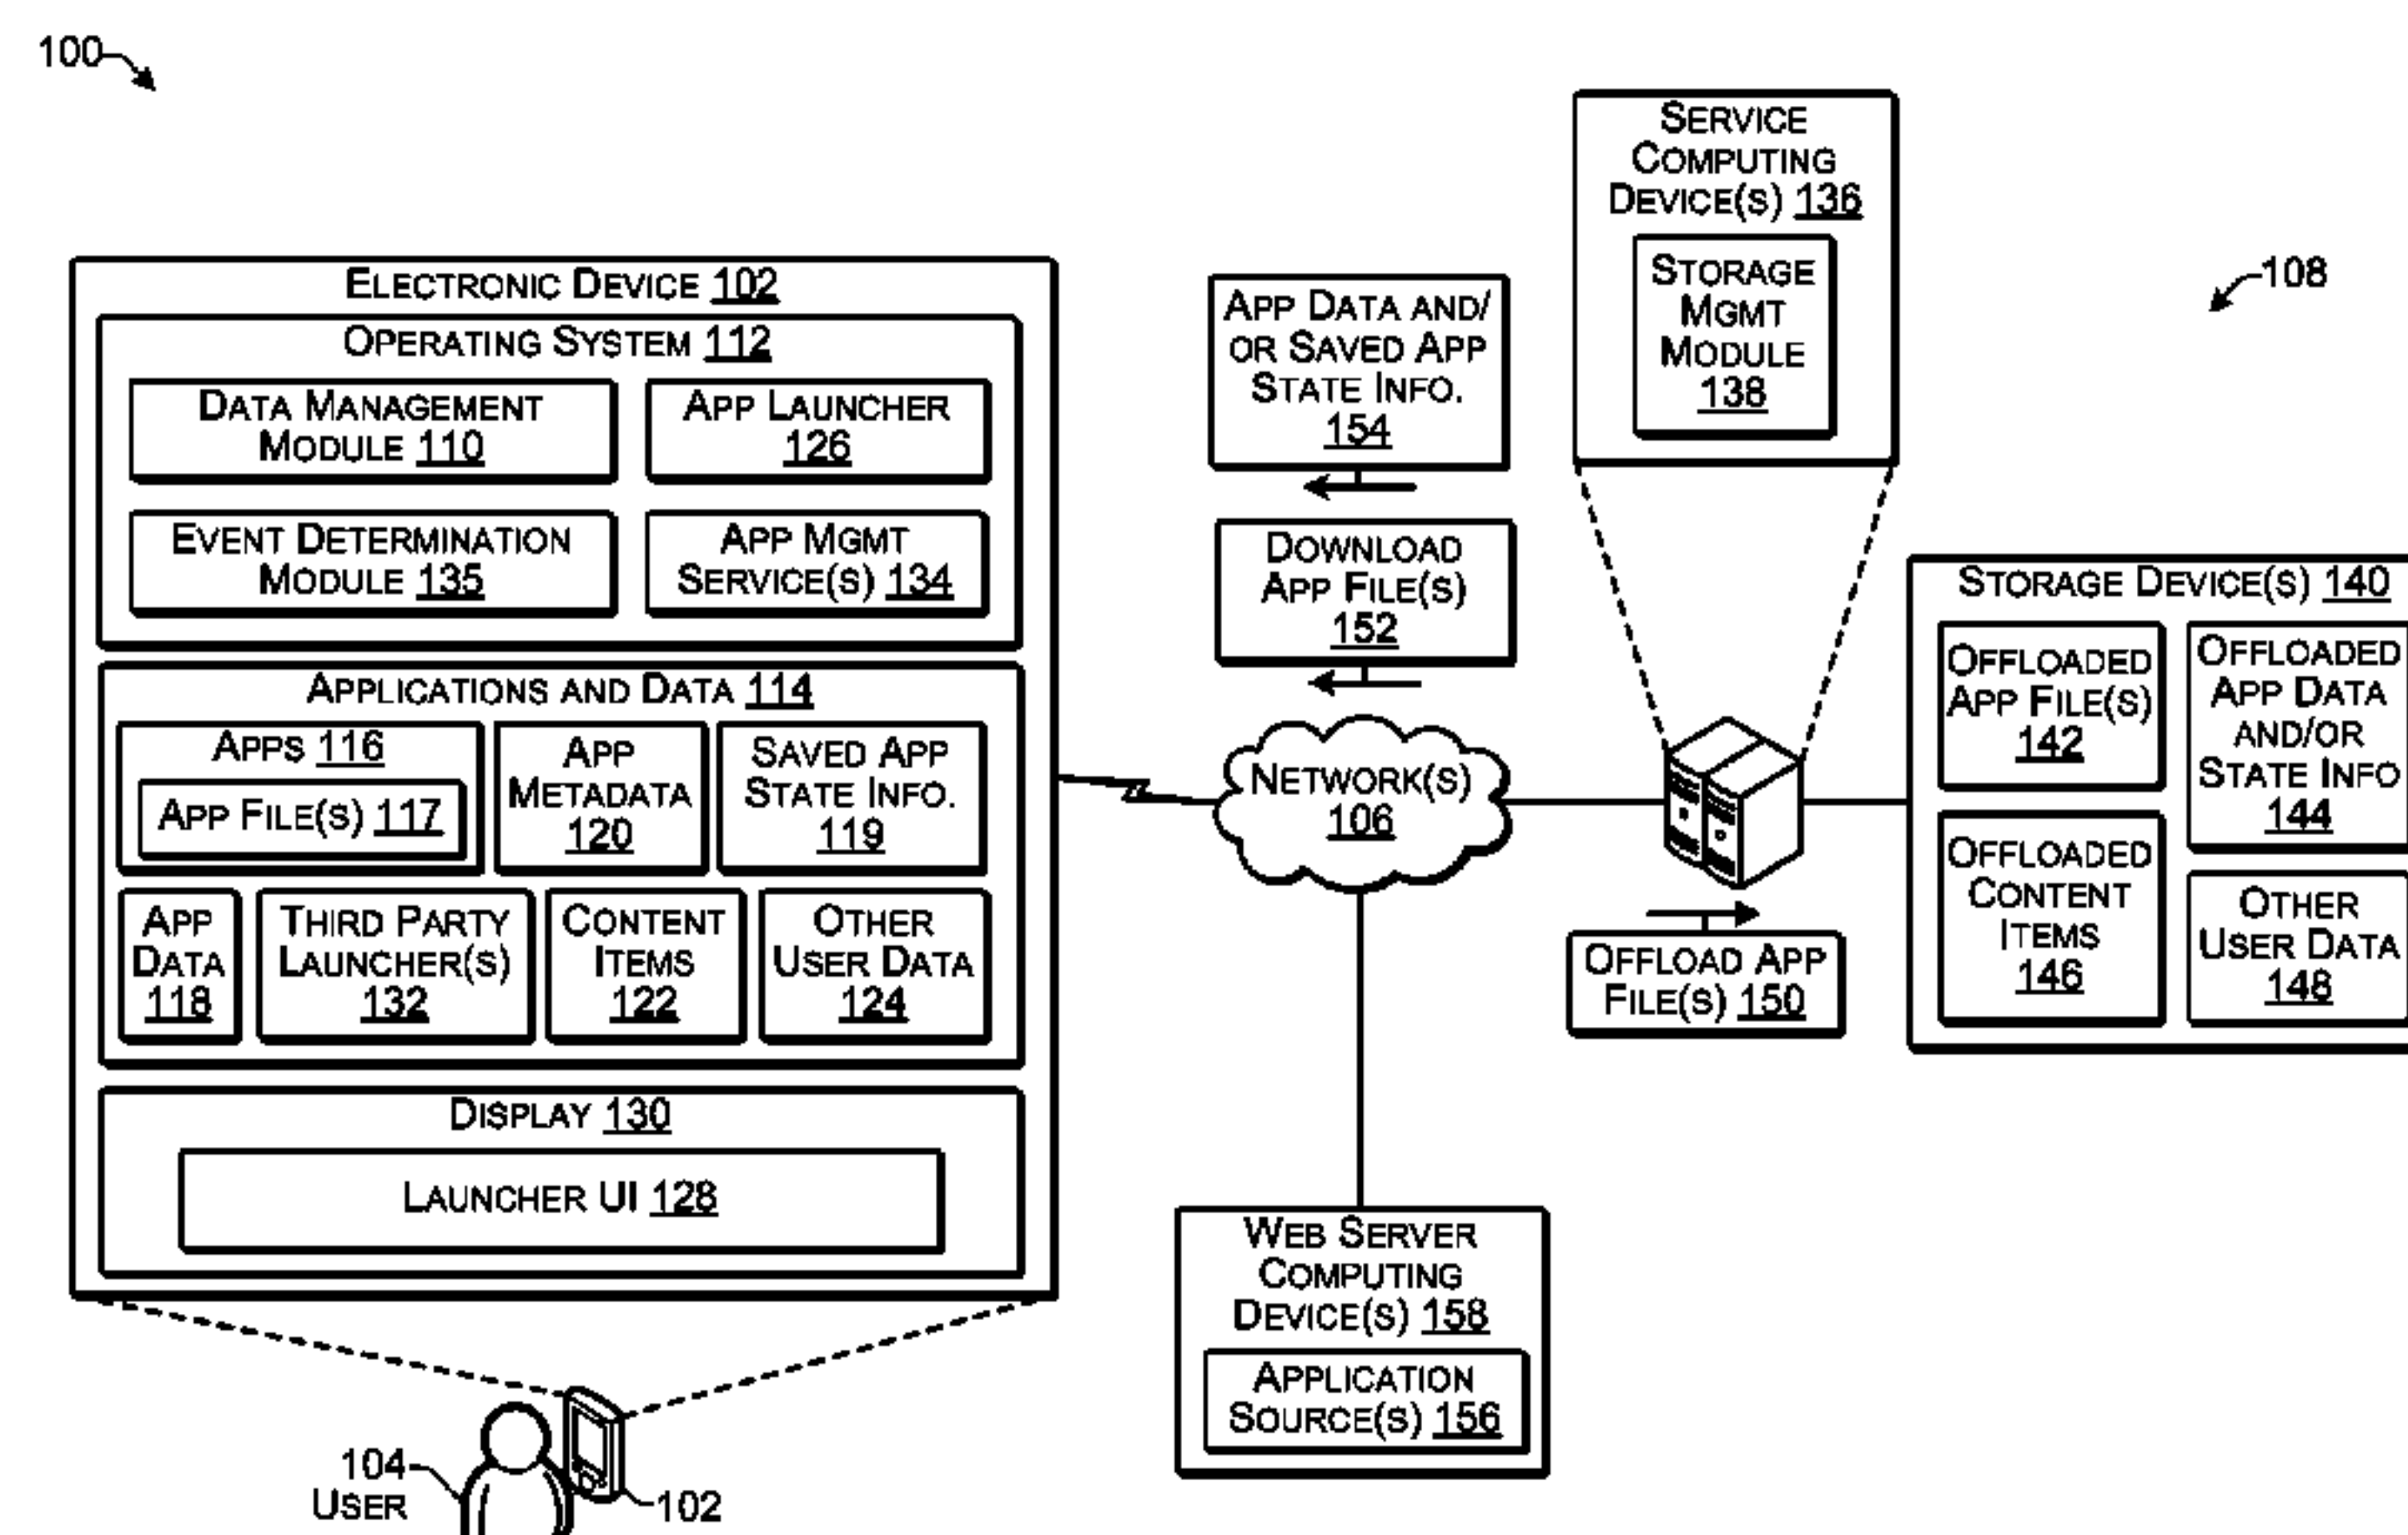 100
ELECTRONIC DEVICE 102
OPERATING SYSTEM 112
DATA MANAGEMENT
MODULE 110
APP LAUNCHER
126
EVENT DETERMINATION
MODULE 135
APP MGMT
SERVICE(S) 134
APPLICATIONS AND DATA 114
APPS 116
APP FILE(S) 117
APP
METADATA
120
SAVED APP
STATE INFO.
119
APP
DATA
118
THIRD PARTY
LAUNCHER(S)
132
CONTENT
ITEMS
122
OTHER
USER DATA
124
DISPLAY 130
LAUNCHER UI 128
104
USER
102
APP DATA AND/
OR SAVED APP
STATE INFO.
154
DOWNLOAD
APP FILE(S)
152
NETWORK(S)
106
WEB SERVER
COMPUTING
DEVICE(S) 158
APPLICATION
SOURCE(S) 156
SERVICE
COMPUTING
DEVICE(S) 136
STORAGE
MGMT
MODULE
138
OFFLOAD APP
FILE(S) 150
108
STORAGE DEVICE(S) 140
OFFLOADED
APP FILE(S)
142
OFFLOADED
APP DATA
AND/OR
STATE INFO
144
OFFLOADED
CONTENT
ITEMS
146
OTHER
USER DATA
148